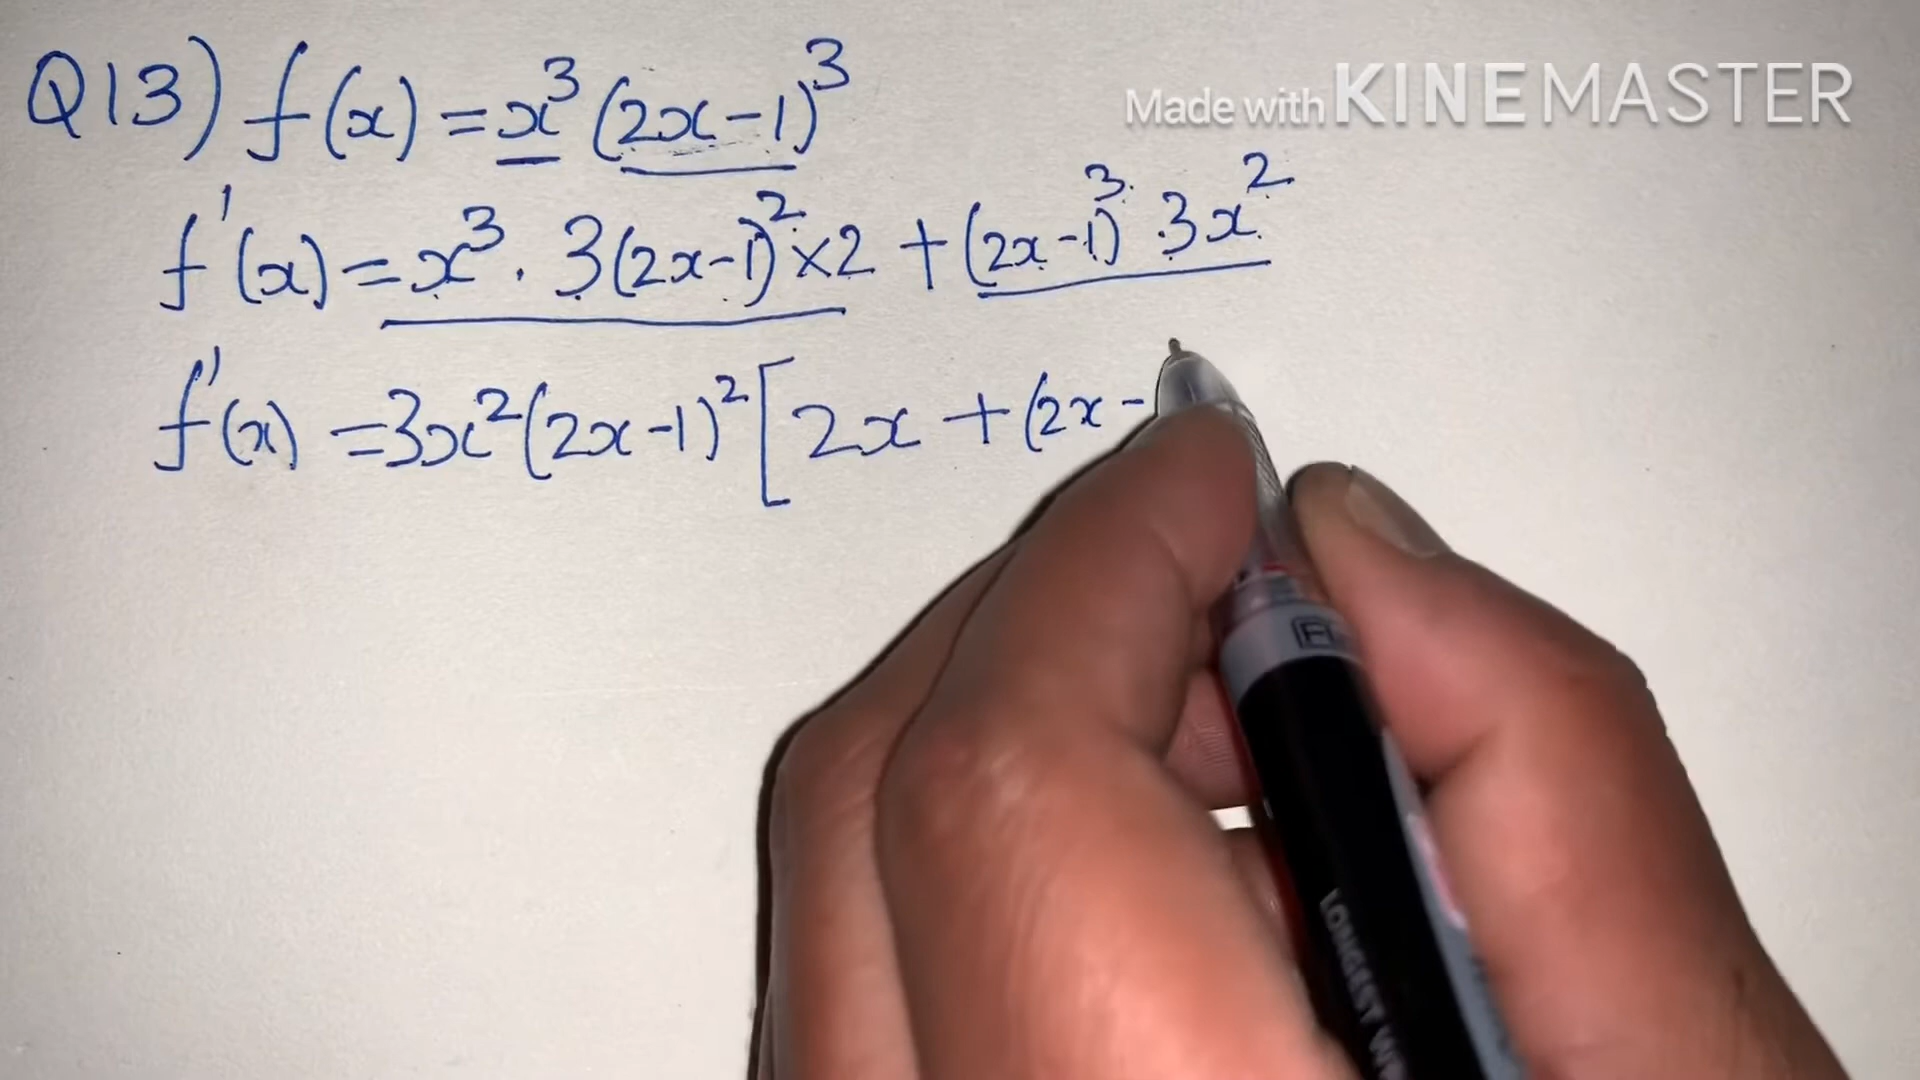 Q13) f(x) = x³ (2x-1)³
Made with KINEMASTER
f'(x) = x³ . 3(2x-1)² × 2 + (2x-1)³ . 3x²
f'(x) = 3x² (2x-1)² [ 2x + (2x -
LONGEST